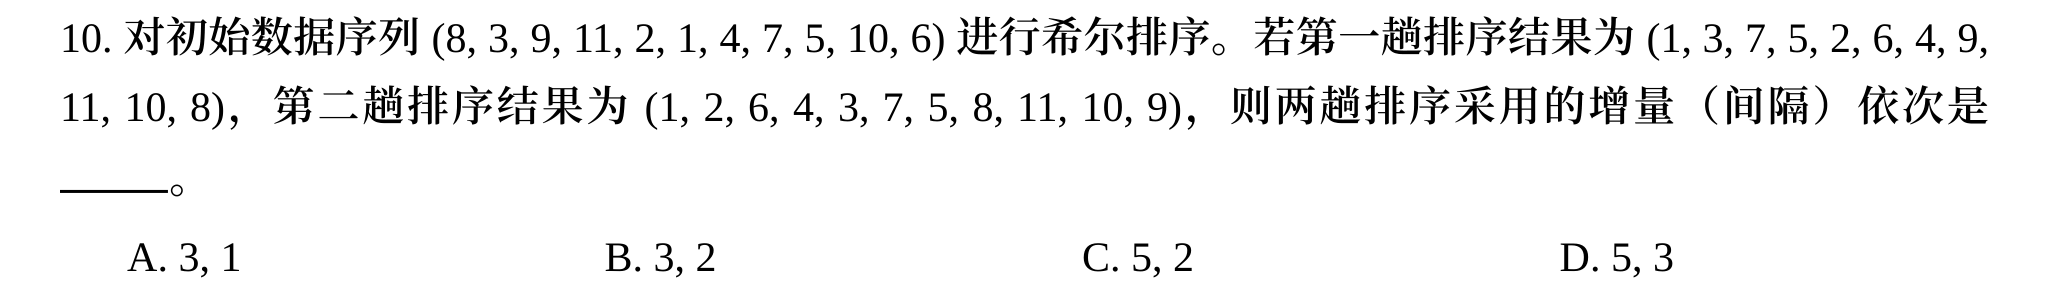 10. 对初始数据序列 (8, 3, 9, 11, 2, 1, 4, 7, 5, 10, 6) 进行希尔排序。若第一趟排序结果为 (1, 3, 7, 5, 2, 6, 4, 9,
11, 10, 8)，第二趟排序结果为 (1, 2, 6, 4, 3, 7, 5, 8, 11, 10, 9)，则两趟排序采用的增量（间隔）依次是
_____。
A. 3, 1 B. 3, 2 C. 5, 2 D. 5, 3